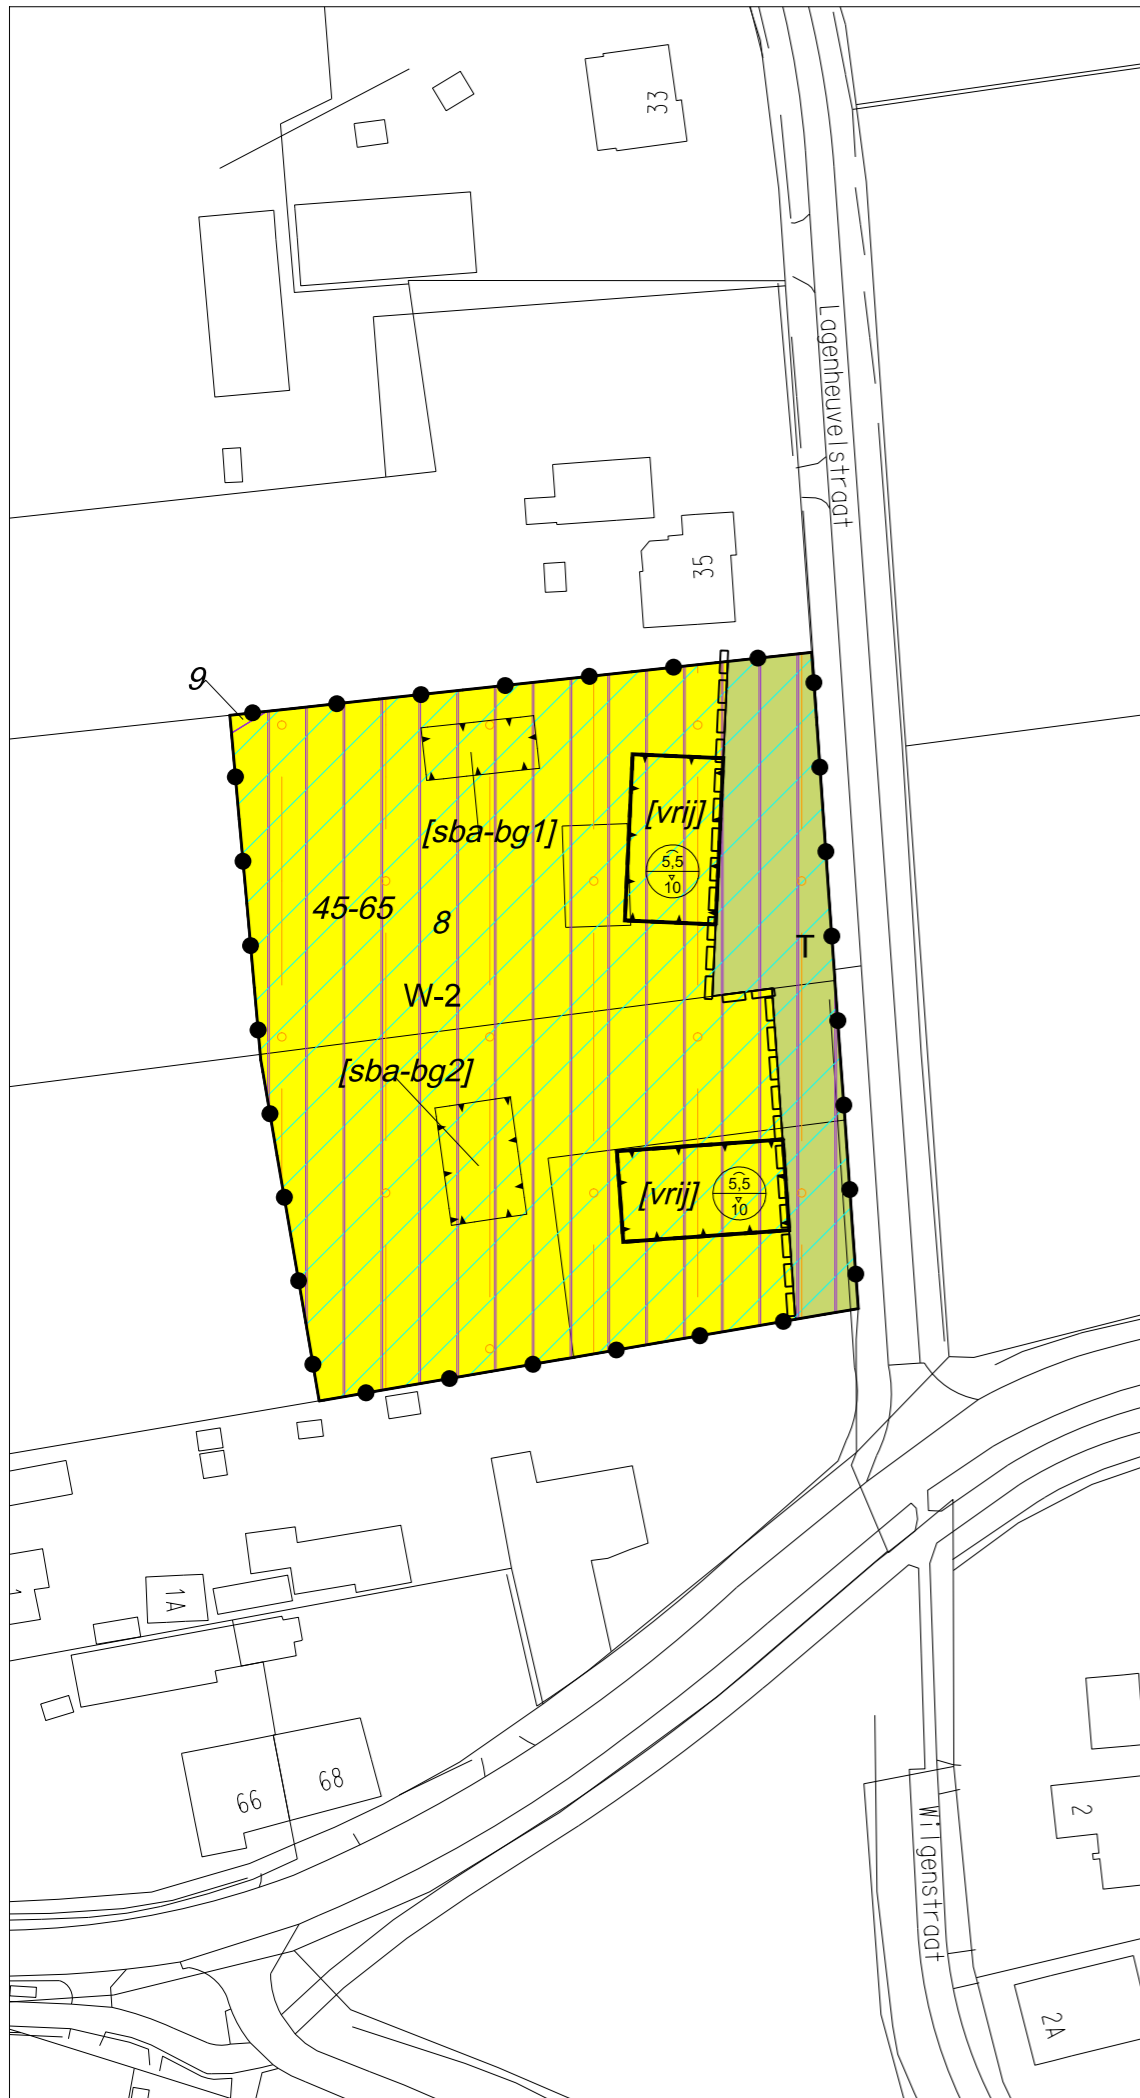 33
Lagenheuvelstraat
35
9
[vrij]
5,5
10
[sba-bg1]
45-65
8
T
W-2
[sba-bg2]
[vrij]
5,5
10
1
1A
68
66
2
Wilgenstraat
2A